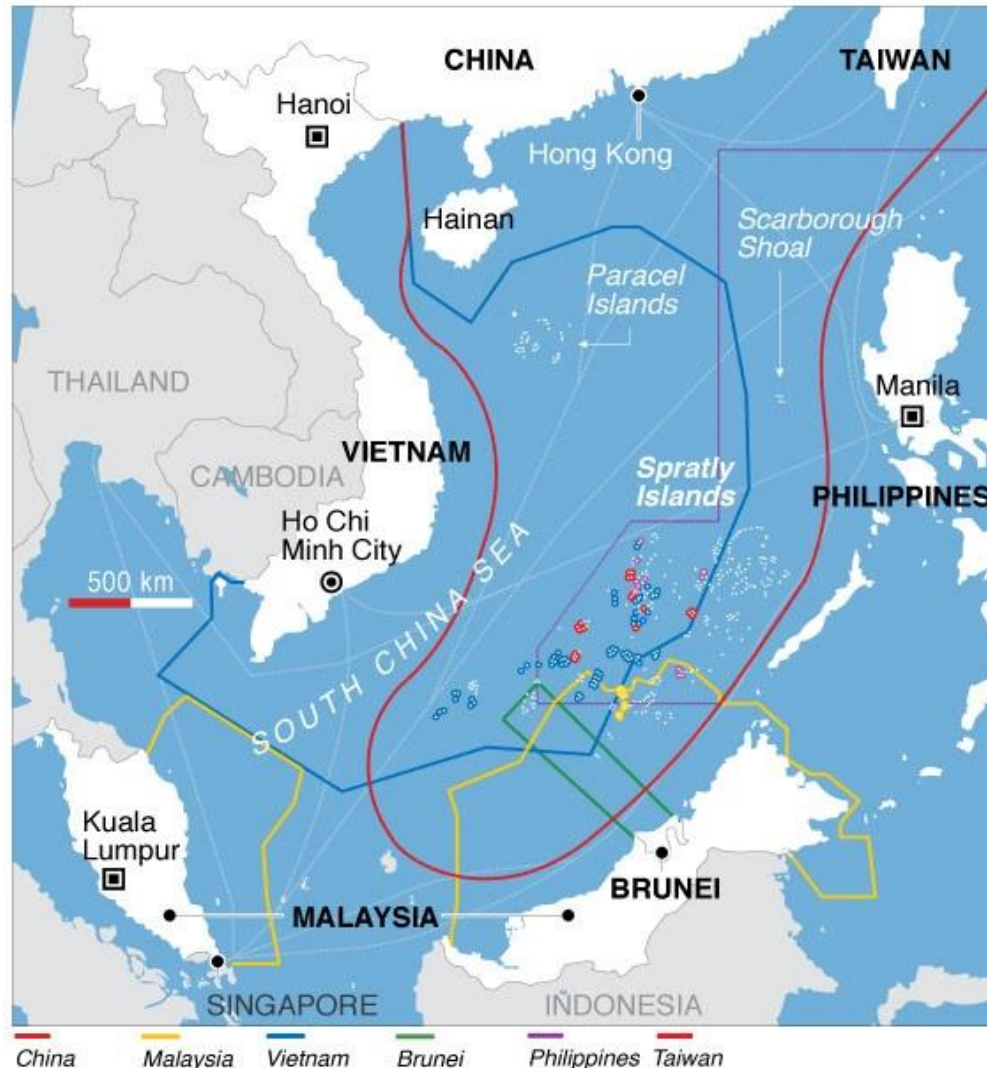 CHINA
TAIWAN
Hanoi
Hong Kong
Hainan
Scarborough
Shoal
Paracel
Islands
THAILAND
Manila
VIETNAM
CAMBODIA
Spratly
Islands
PHILIPPINES
Ho Chi
Minh City
500 km
SOUTH CHINA SEA
Kuala
Lumpur
BRUNEI
MALAYSIA
SINGAPORE
INDONESIA
China
Malaysia
Vietnam
Brunei
Philippines
Taiwan